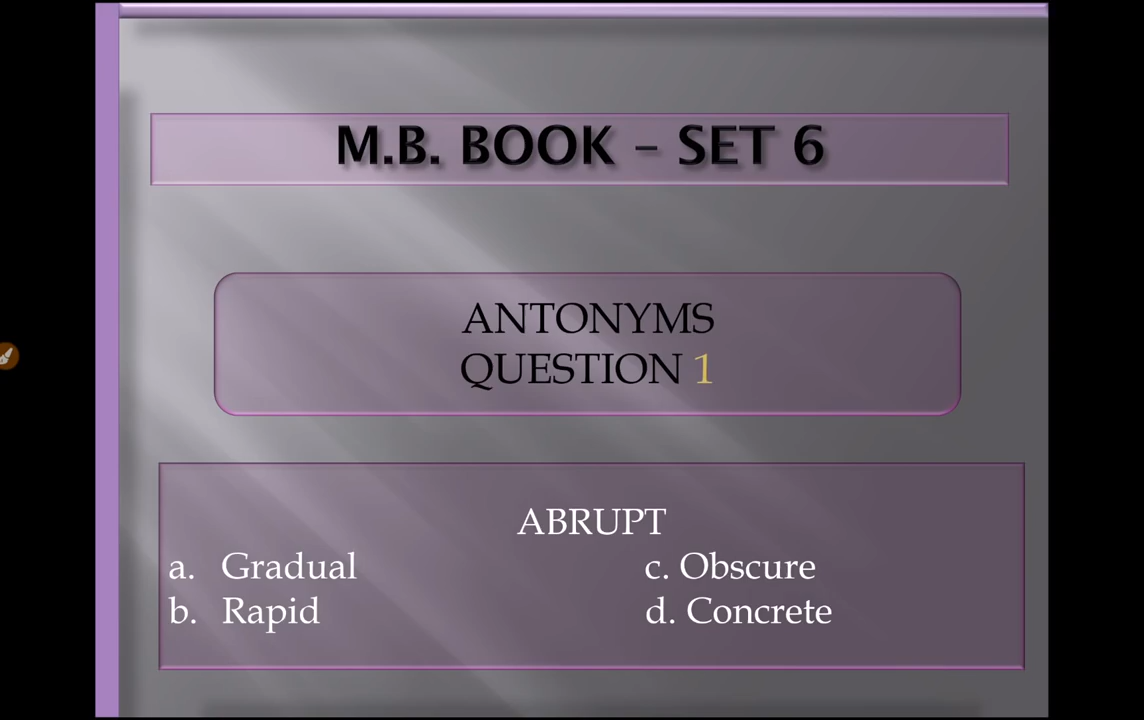 M.B. BOOK – SET 6
ANTONYMS
QUESTION 1
ABRUPT
a. Gradual c. Obscure
b. Rapid d. Concrete